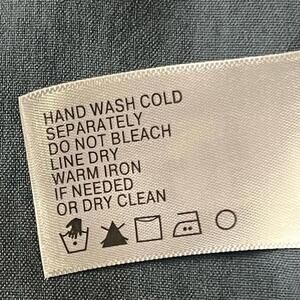 HAND WASH COLD
SEPARATELY
DO NOT BLEACH
LINE DRY
WARM IRON
IF NEEDED
OR DRY CLEAN